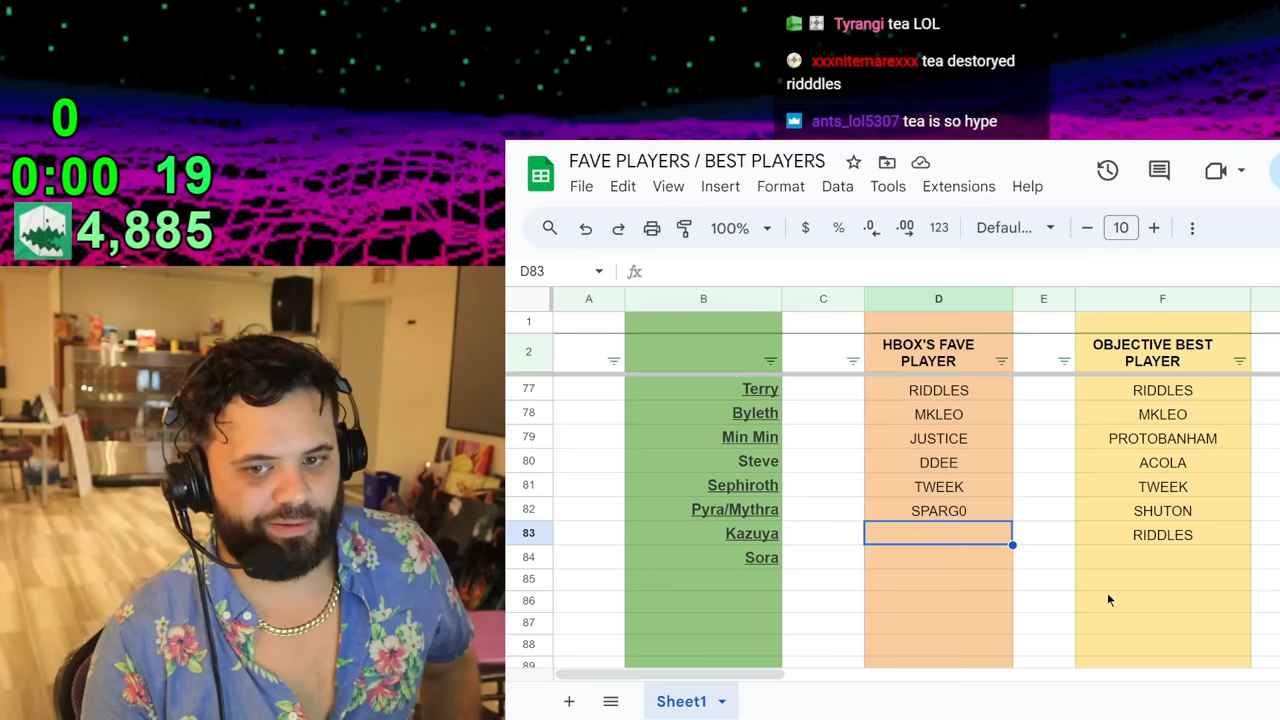 Tyrangi tea LOL
xxxnitemarexxx tea destoryed
ridddles
ants_lol5307 tea is so hype
0
0:00 19
4,885
FAVE PLAYERS / BEST PLAYERS
File Edit View Insert Format Data Tools Extensions Help
100% $ % .0 .00 123 Defaul... 10
D83 fx
A B C D E F
1
2 HBOX'S FAVE PLAYER OBJECTIVE BEST PLAYER
77 Terry RIDDLES RIDDLES
78 Byleth MKLEO MKLEO
79 Min Min JUSTICE PROTOBANHAM
80 Steve DDEE ACOLA
81 Sephiroth TWEEK TWEEK
82 Pyra/Mythra SPARG0 SHUTON
83 Kazuya RIDDLES
84 Sora
85
86
87
88
89
Sheet1